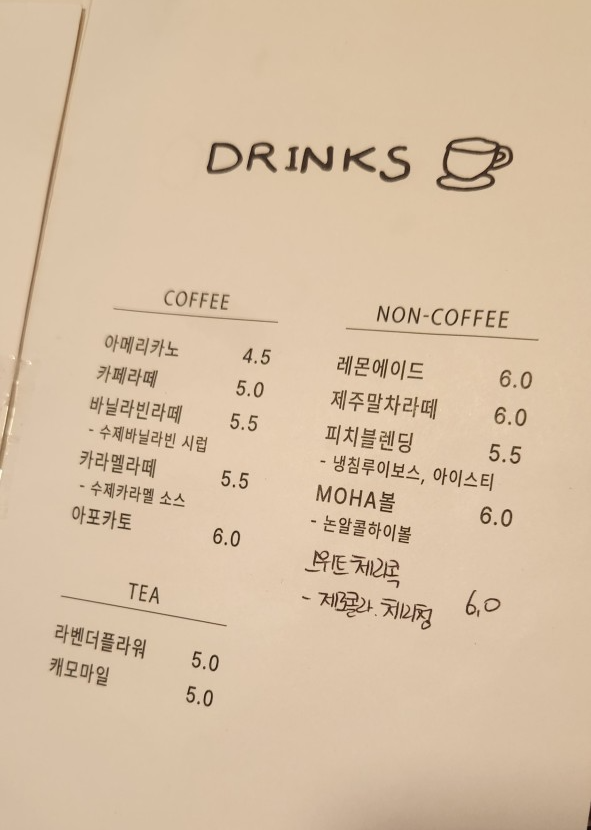 DRINKS
COFFEE
아메리카노 4.5
카페라떼 5.0
바닐라빈라떼 5.5
- 수제바닐라빈 시럽
카라멜라떼 5.5
- 수제카라멜 소스
아포카토 6.0
TEA
라벤더플라워 5.0
캐모마일 5.0
NON-COFFEE
레몬에이드 6.0
제주말차라떼 6.0
피치블렌딩 5.5
- 냉침루이보스, 아이스티
MOHA볼 6.0
- 논알콜하이볼
체리콕
- 제로콜라. 체리청 6.0